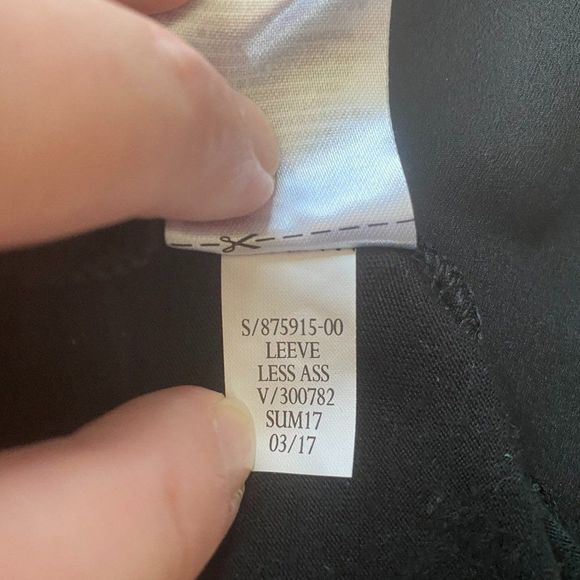 S/875915-00
LEEVE
LESS ASS
V/300782
SUM17
03/17